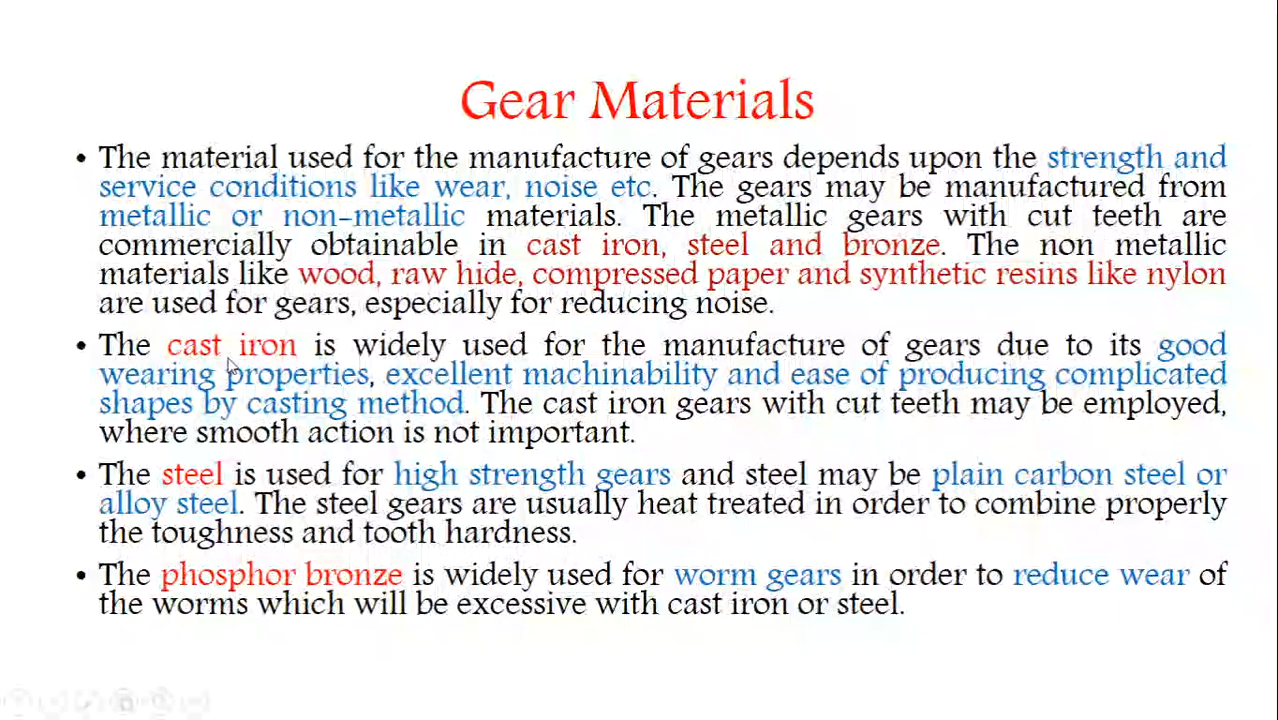 Gear Materials
• The material used for the manufacture of gears depends upon the strength and
service conditions like wear, noise etc. The gears may be manufactured from
metallic or non-metallic materials. The metallic gears with cut teeth are
commercially obtainable in cast iron, steel and bronze. The non metallic
materials like wood, raw hide, compressed paper and synthetic resins like nylon
are used for gears, especially for reducing noise.
• The cast iron is widely used for the manufacture of gears due to its good
wearing properties, excellent machinability and ease of producing complicated
shapes by casting method. The cast iron gears with cut teeth may be employed,
where smooth action is not important.
• The steel is used for high strength gears and steel may be plain carbon steel or
alloy steel. The steel gears are usually heat treated in order to combine properly
the toughness and tooth hardness.
• The phosphor bronze is widely used for worm gears in order to reduce wear of
the worms which will be excessive with cast iron or steel.